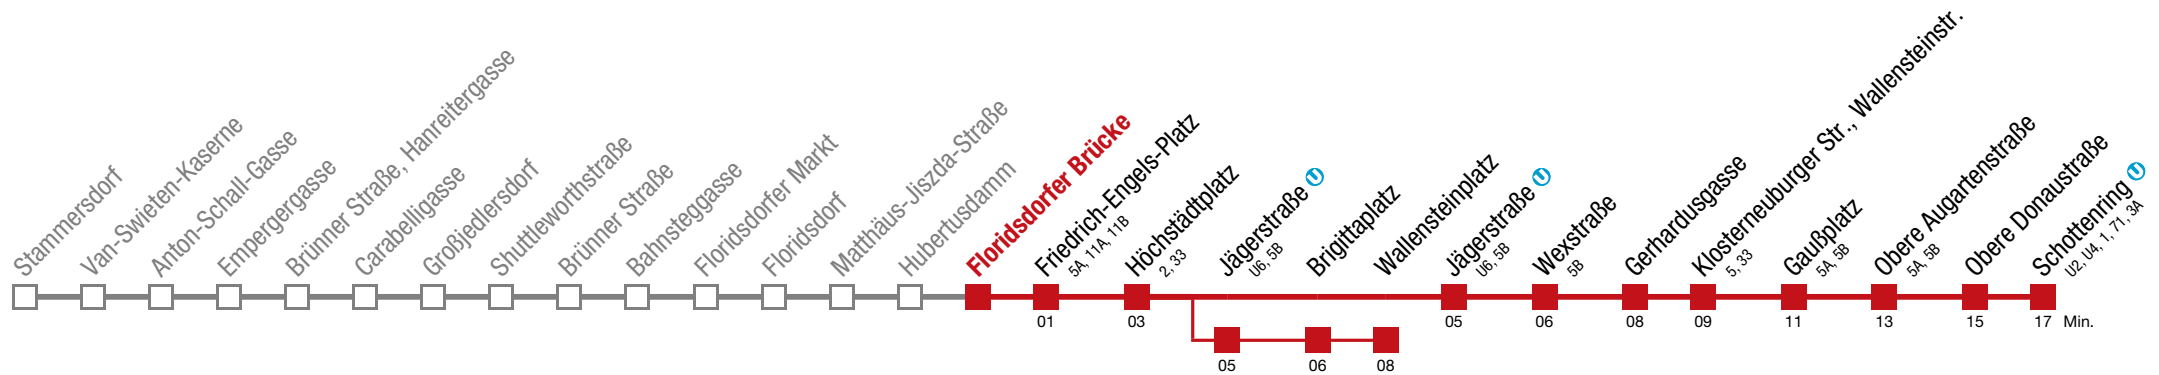 Stammersdorf
Van-Swieten-Kaserne
Anton-Schall-Gasse
Empergergasse
Brünner Straße, Hanreitergasse
Carabelligasse
Großjedlersdorf
Shuttleworthstraße
Brünner Straße
Bahnsteggasse
Floridsdorfer Markt
Floridsdorf
Matthäus-Jiszda-Straße
Hubertusdamm
Floridsdorfer Brücke
Friedrich-Engels-Platz
5A, 11A, 11B
Höchstädtplatz
2, 33
Jägerstraße U
U6, 5B
Brigittaplatz
Wallensteinplatz
Jägerstraße U
U6, 5B
Wexstraße
5B
Gerhardusgasse
Klosterneuburger Str., Wallensteinstr.
5, 33
Gaußplatz
5A, 5B
Obere Augartenstraße
5A, 5B
Obere Donaustraße
Schottenring U
U2, U4, 1, 71, 3A
01 03 05 06 08 09 11 13 15 17 Min.
05 06 08